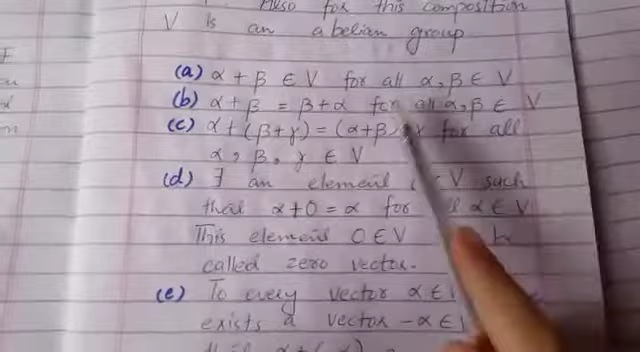 Also for this composition
V is an abelian group
(a) α + β ∈ V for all α, β ∈ V
(b) α + β = β + α for all α, β ∈ V
(c) α + (β + γ) = (α + β) γ for all
α, β, γ ∈ V
(d) ∃ an element V such
that α + 0 = α for α ∈ V
This element 0 ∈ V
called zero vector.
(e) To every vector α ∈
exists a vector -α ∈